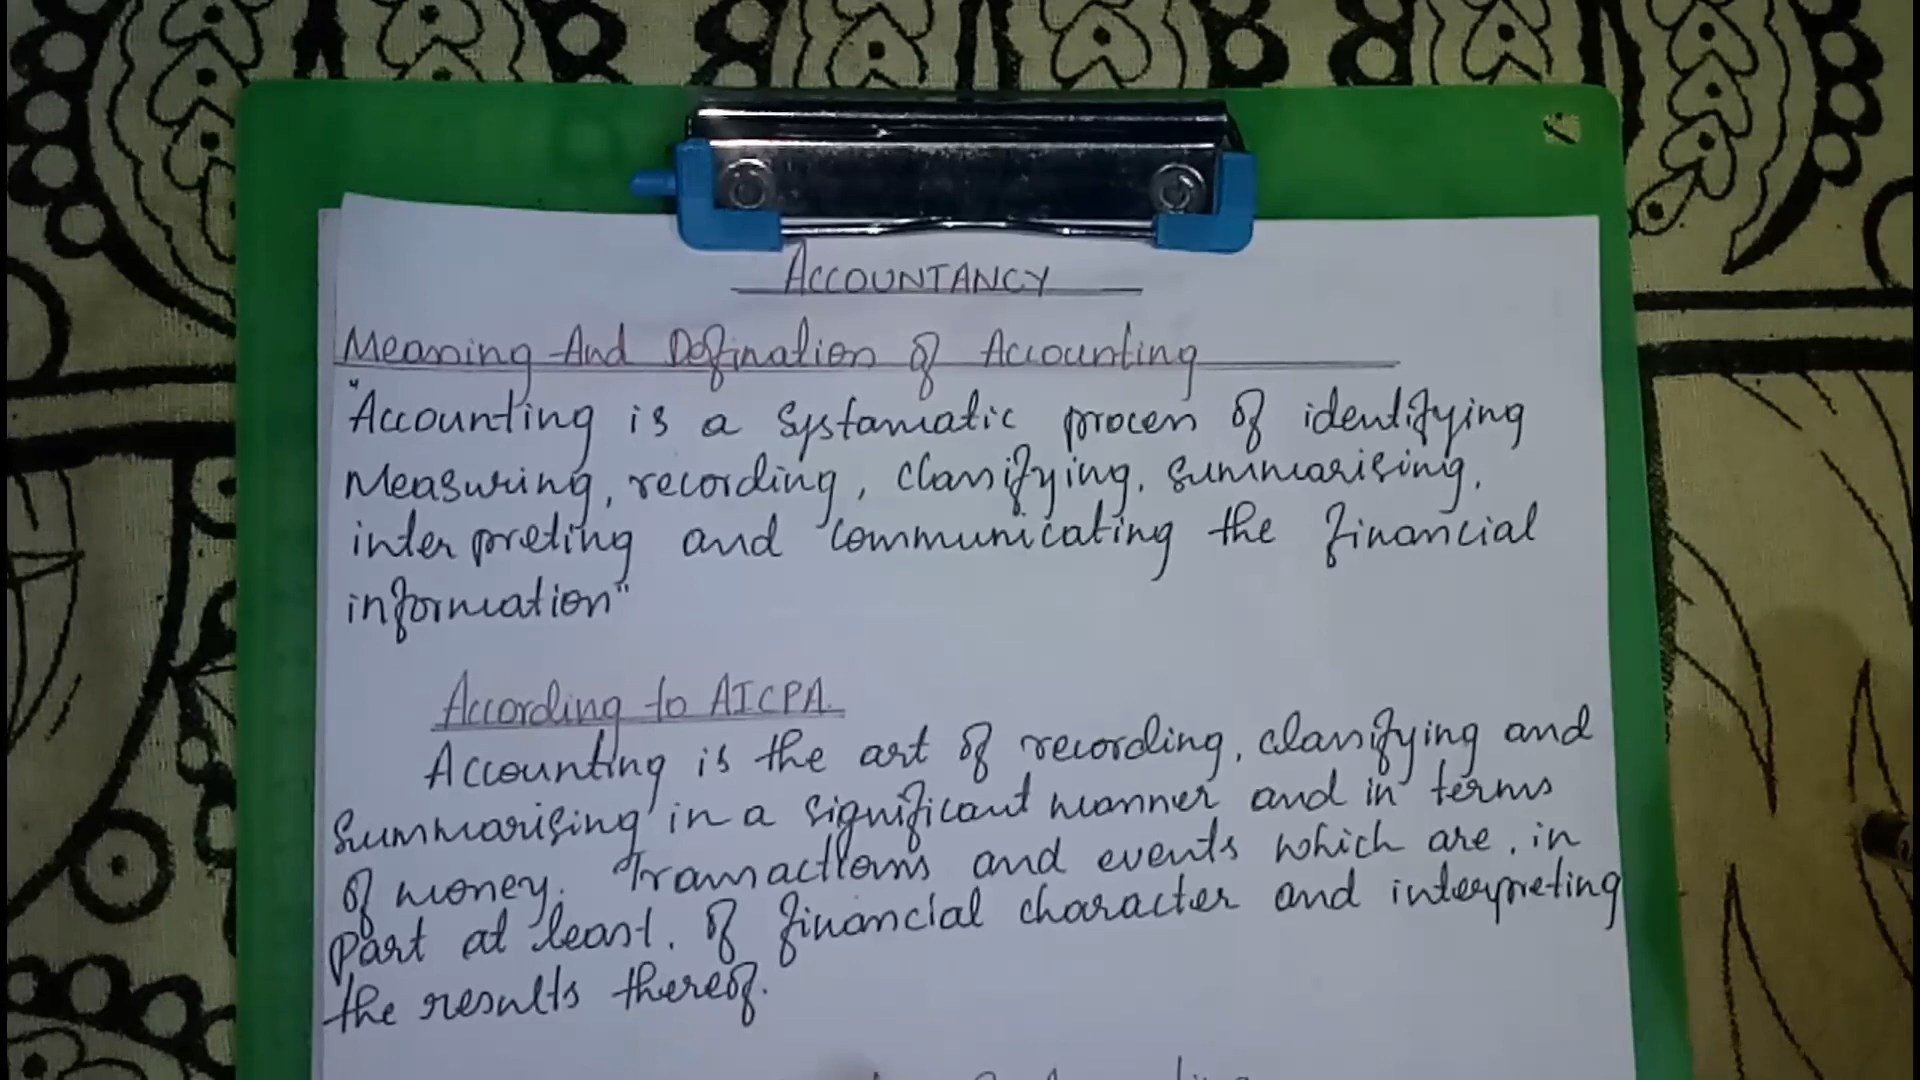 ACCOUNTANCY
Meaning And Defination of Accounting
"Accounting is a Systamatic process of identifying
Measuring, recording, classifying, summarising,
interpreting and communicating the financial
information"
According to AICPA.
Accounting is the art of recording, classifying and
Summarising in a significant manner and in terms
of money. Transactions and events which are, in
part at least, of financial character and interpreting
the results thereof.